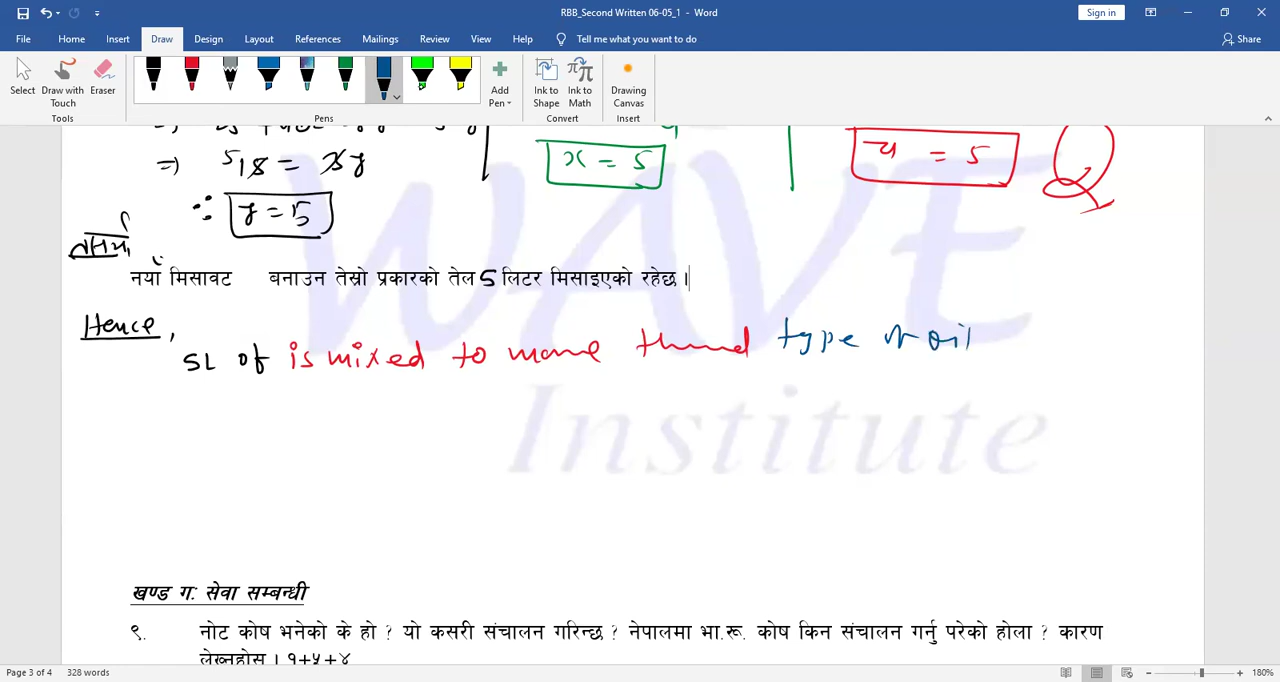 RBB_Second Written 06-05_1 - Word
Sign in
File Home Insert Draw Design Layout References Mailings Review View Help Tell me what you want to do Share
Select Draw with Touch Eraser Add Pen Ink to Shape Ink to Math Drawing Canvas
Tools Pens Convert Insert
x = 5
y = 5
y = 5
नयाँ मिसावट बनाउन तेस्रो प्रकारको तेल 5 लिटर मिसाइएको रहेछ ।
Hence,
5L of is mixed to make third type of oil
WAVE
Institute
खण्ड ग: सेवा सम्बन्धी
९. नोट कोष भनेको के हो ? यो कसरी संचालन गरिन्छ ? नेपालमा भा.रू. कोष किन संचालन गर्नु परेको होला ? कारण
लेख्नुहोस् । १+५+४
Page 3 of 4 328 words 180%